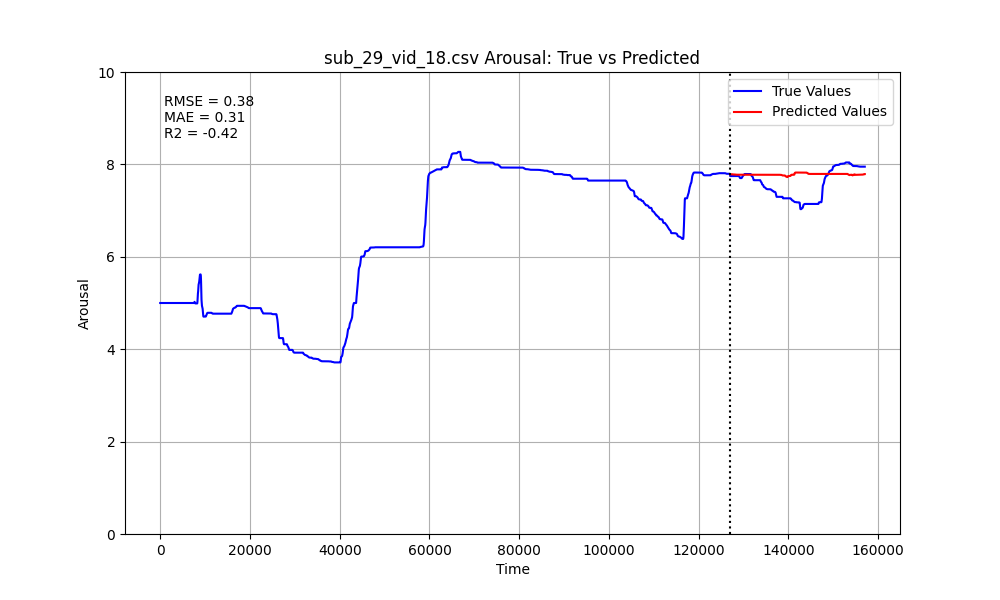 sub_29_vid_18.csv Arousal: True vs Predicted
RMSE = 0.38
MAE = 0.31
R2 = -0.42
True Values
Predicted Values
10
8
6
4
2
0
Arousal
0 20000 40000 60000 80000 100000 120000 140000 160000
Time